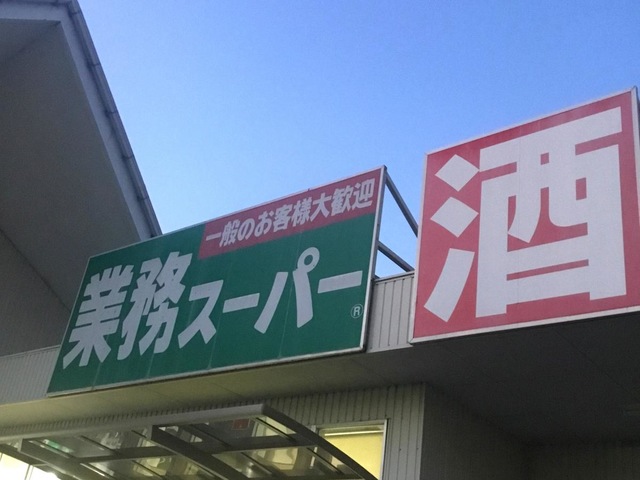 一般のお客様大歓迎
業務スーパー®
酒